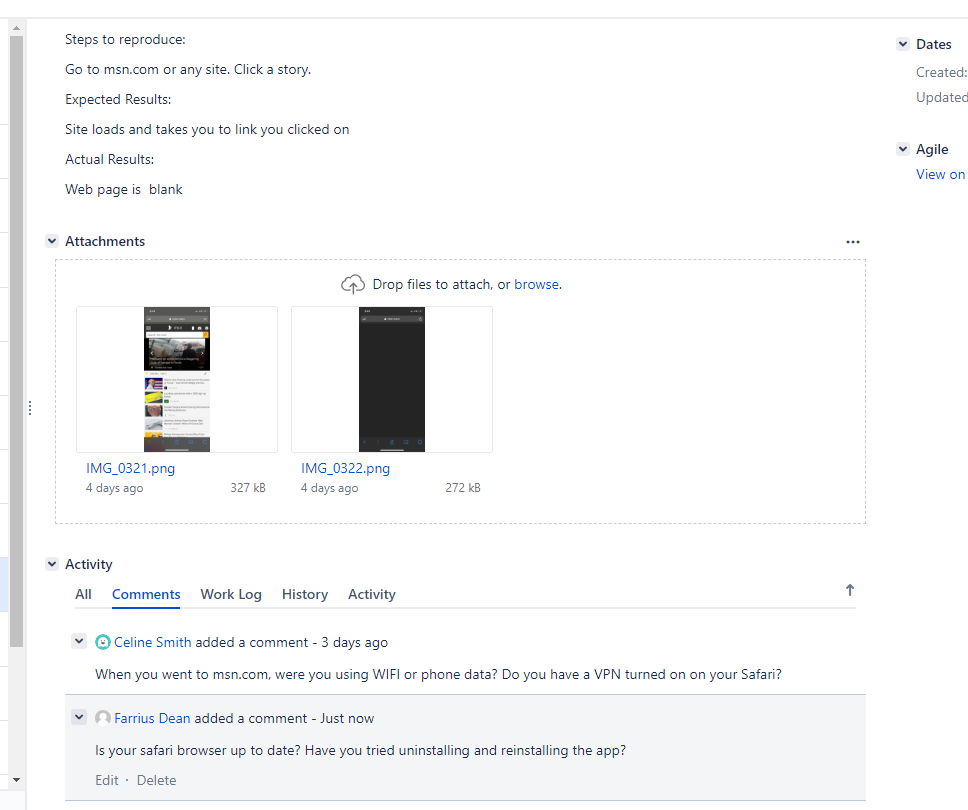 Steps to reproduce:
Go to msn.com or any site. Click a story.
Expected Results:
Site loads and takes you to link you clicked on
Actual Results:
Web page is  blank
Dates
Created:
Updated
Agile
View on
Attachments
Drop files to attach, or browse.
IMG_0321.png
4 days ago 327 kB
IMG_0322.png
4 days ago 272 kB
Activity
All Comments Work Log History Activity
Celine Smith added a comment - 3 days ago
When you went to msn.com, were you using WIFI or phone data? Do you have a VPN turned on on your Safari?
Farrius Dean added a comment - Just now
Is your safari browser up to date? Have you tried uninstalling and reinstalling the app?
Edit · Delete